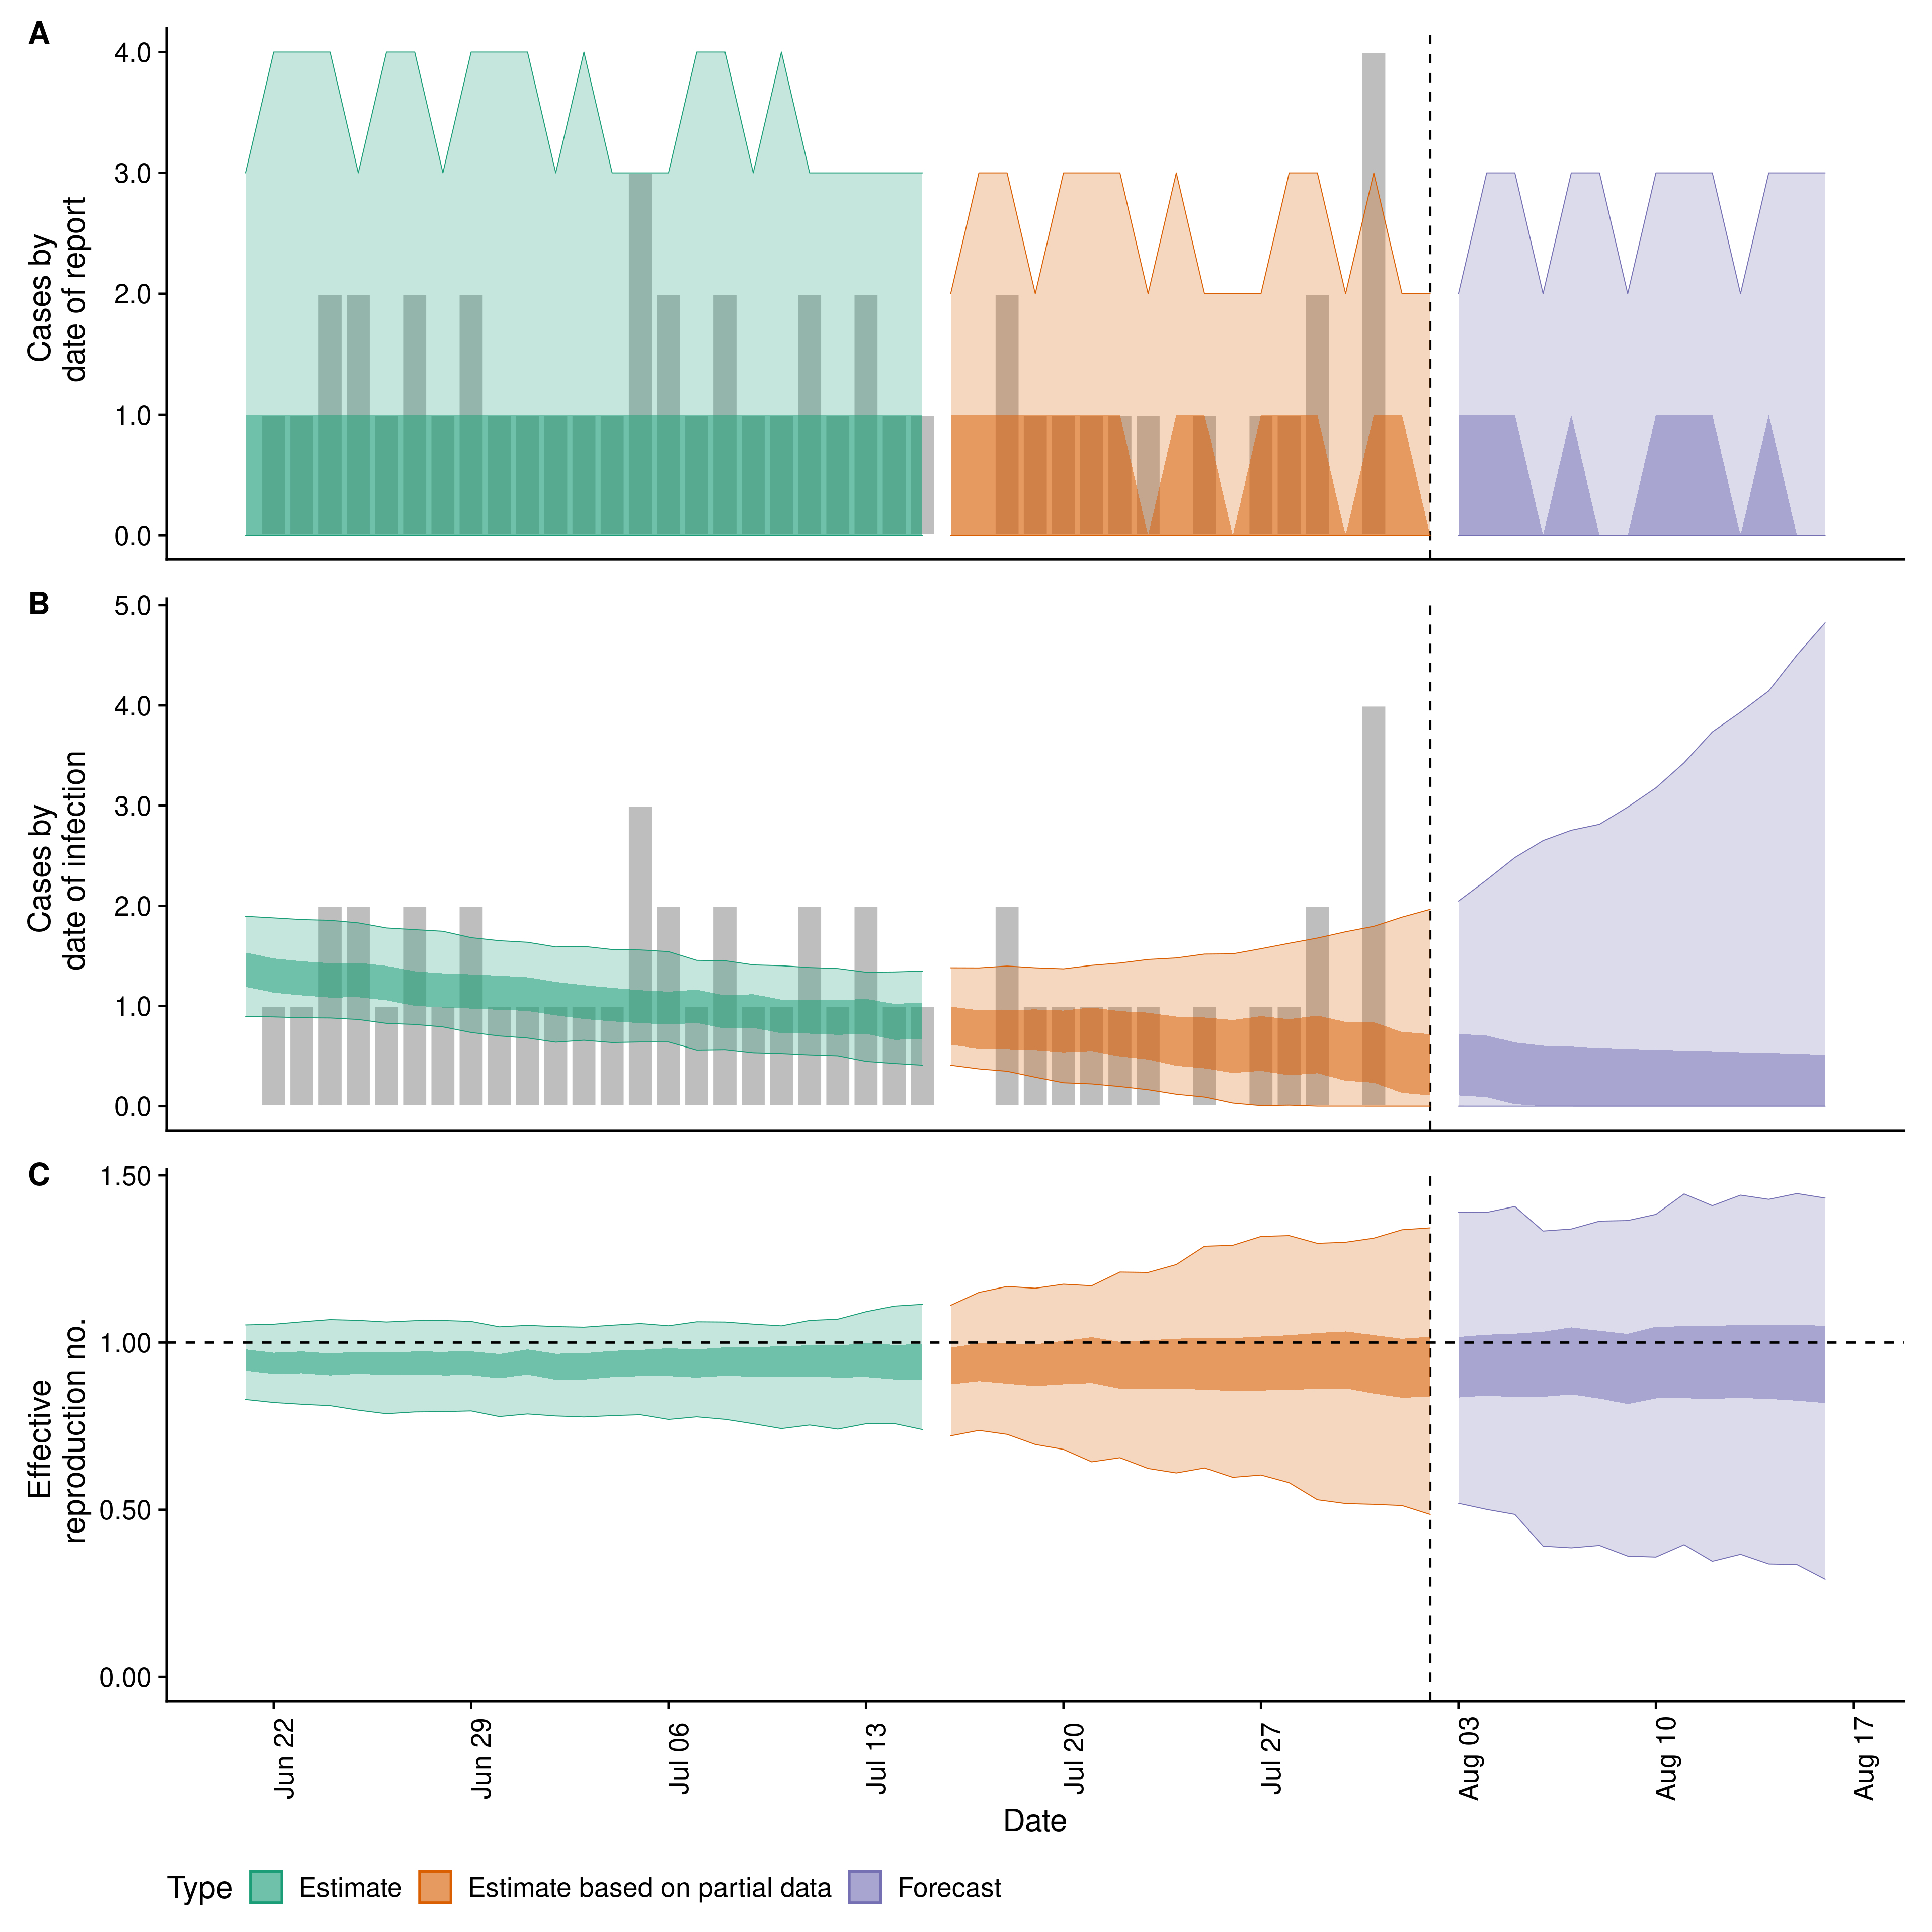 A
4.0
3.0
2.0
1.0
0.0
Cases by
date of report
B
5.0
4.0
3.0
2.0
1.0
0.0
Cases by
date of infection
C
1.50
1.00
0.50
0.00
Effective
reproduction no.
Jun 22
Jun 29
Jul 06
Jul 13
Jul 20
Jul 27
Aug 03
Aug 10
Aug 17
Date
Type Estimate Estimate based on partial data Forecast